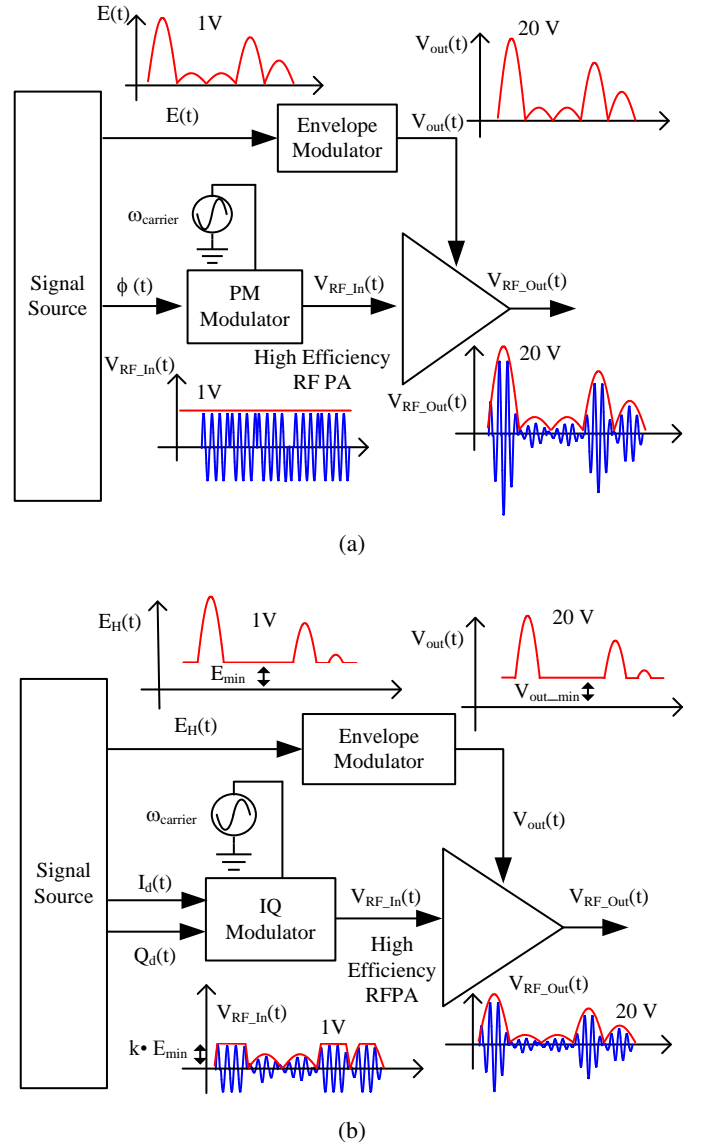 E(t)
1V
20 V
V_out(t)
E(t)
Envelope
Modulator
V_out(t)
ω_carrier
Signal
Source
ϕ (t)
PM
Modulator
V_RF_In(t)
V_RF_Out(t)
High Efficiency
RF PA
V_RF_In(t)
1V
20 V
V_RF_Out(t)
(a)
E_H(t)
1V
E_min
20 V
V_out(t)
V_out_min
E_H(t)
Envelope
Modulator
ω_carrier
V_out(t)
Signal
Source
I_d(t)
Q_d(t)
IQ
Modulator
V_RF_In(t)
V_RF_Out(t)
High
Efficiency
RFPA
V_RF_In(t)
1V
k• E_min
V_RF_Out(t)
20 V
(b)